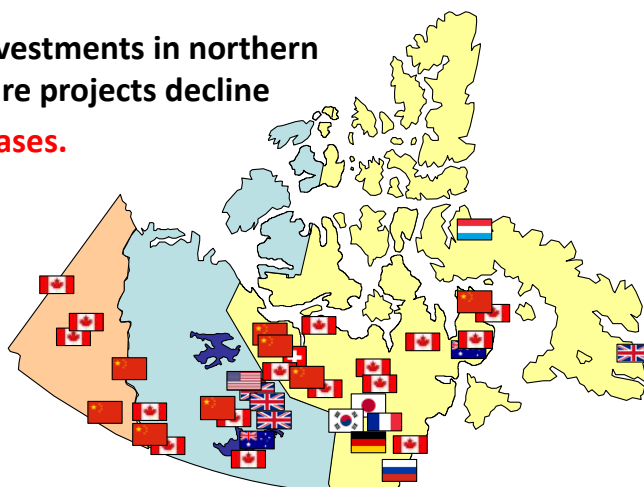 vestments in northern
re projects decline
ases.